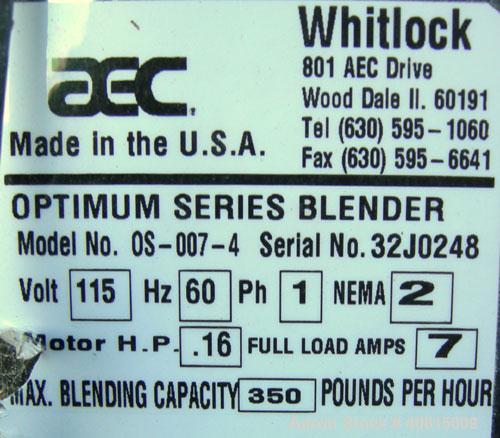 Whitlock
801 AEC Drive
Wood Dale Il. 60191
Tel (630) 595-1060
Fax (630) 595-6641
AEC.
Made in the U.S.A.
OPTIMUM SERIES BLENDER
Model No. OS-007-4 Serial No. 32J0248
Volt 115 Hz 60 Ph 1 NEMA 2
Motor H.P. .16 FULL LOAD AMPS 7
MAX. BLENDING CAPACITY 350 POUNDS PER HOUR